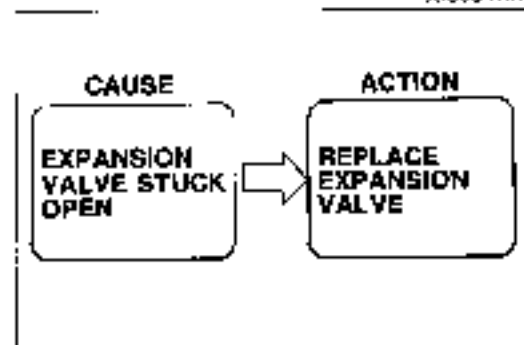 CAUSE
EXPANSION
VALVE STUCK
OPEN
ACTION
REPLACE
EXPANSION
VALVE